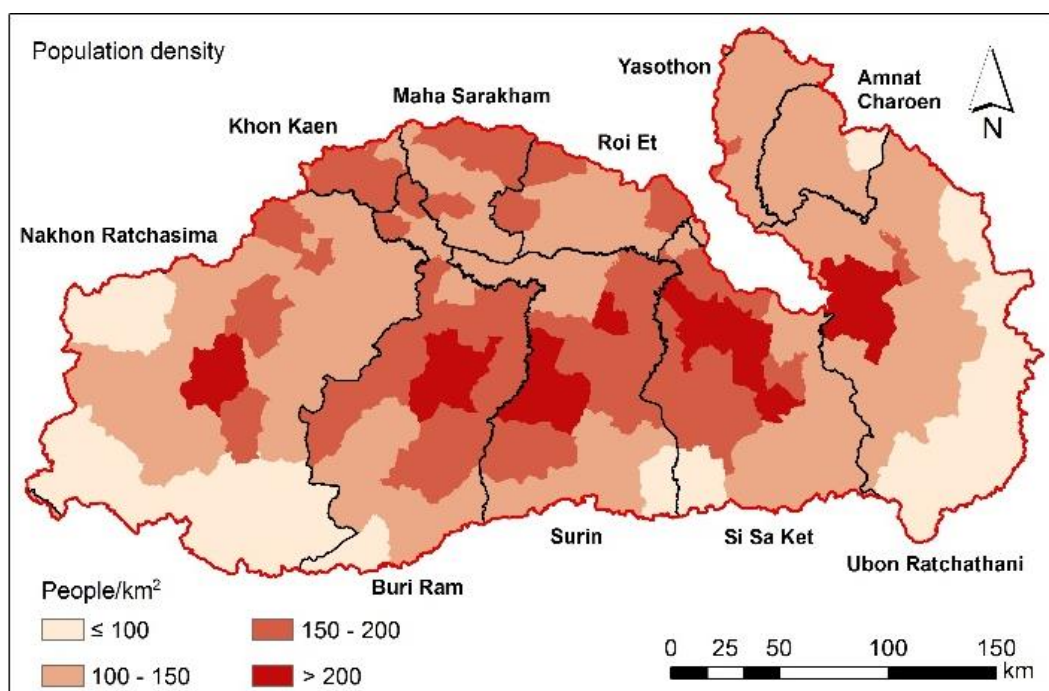 Population density
Yasothon
Amnat
Charoen
Maha Sarakham
Khon Kaen
Roi Et
N
Nakhon Ratchasima
Surin
Si Sa Ket
Ubon Ratchathani
Buri Ram
People/km²
≤ 100
150 - 200
100 - 150
> 200
0 25 50 100 150
km